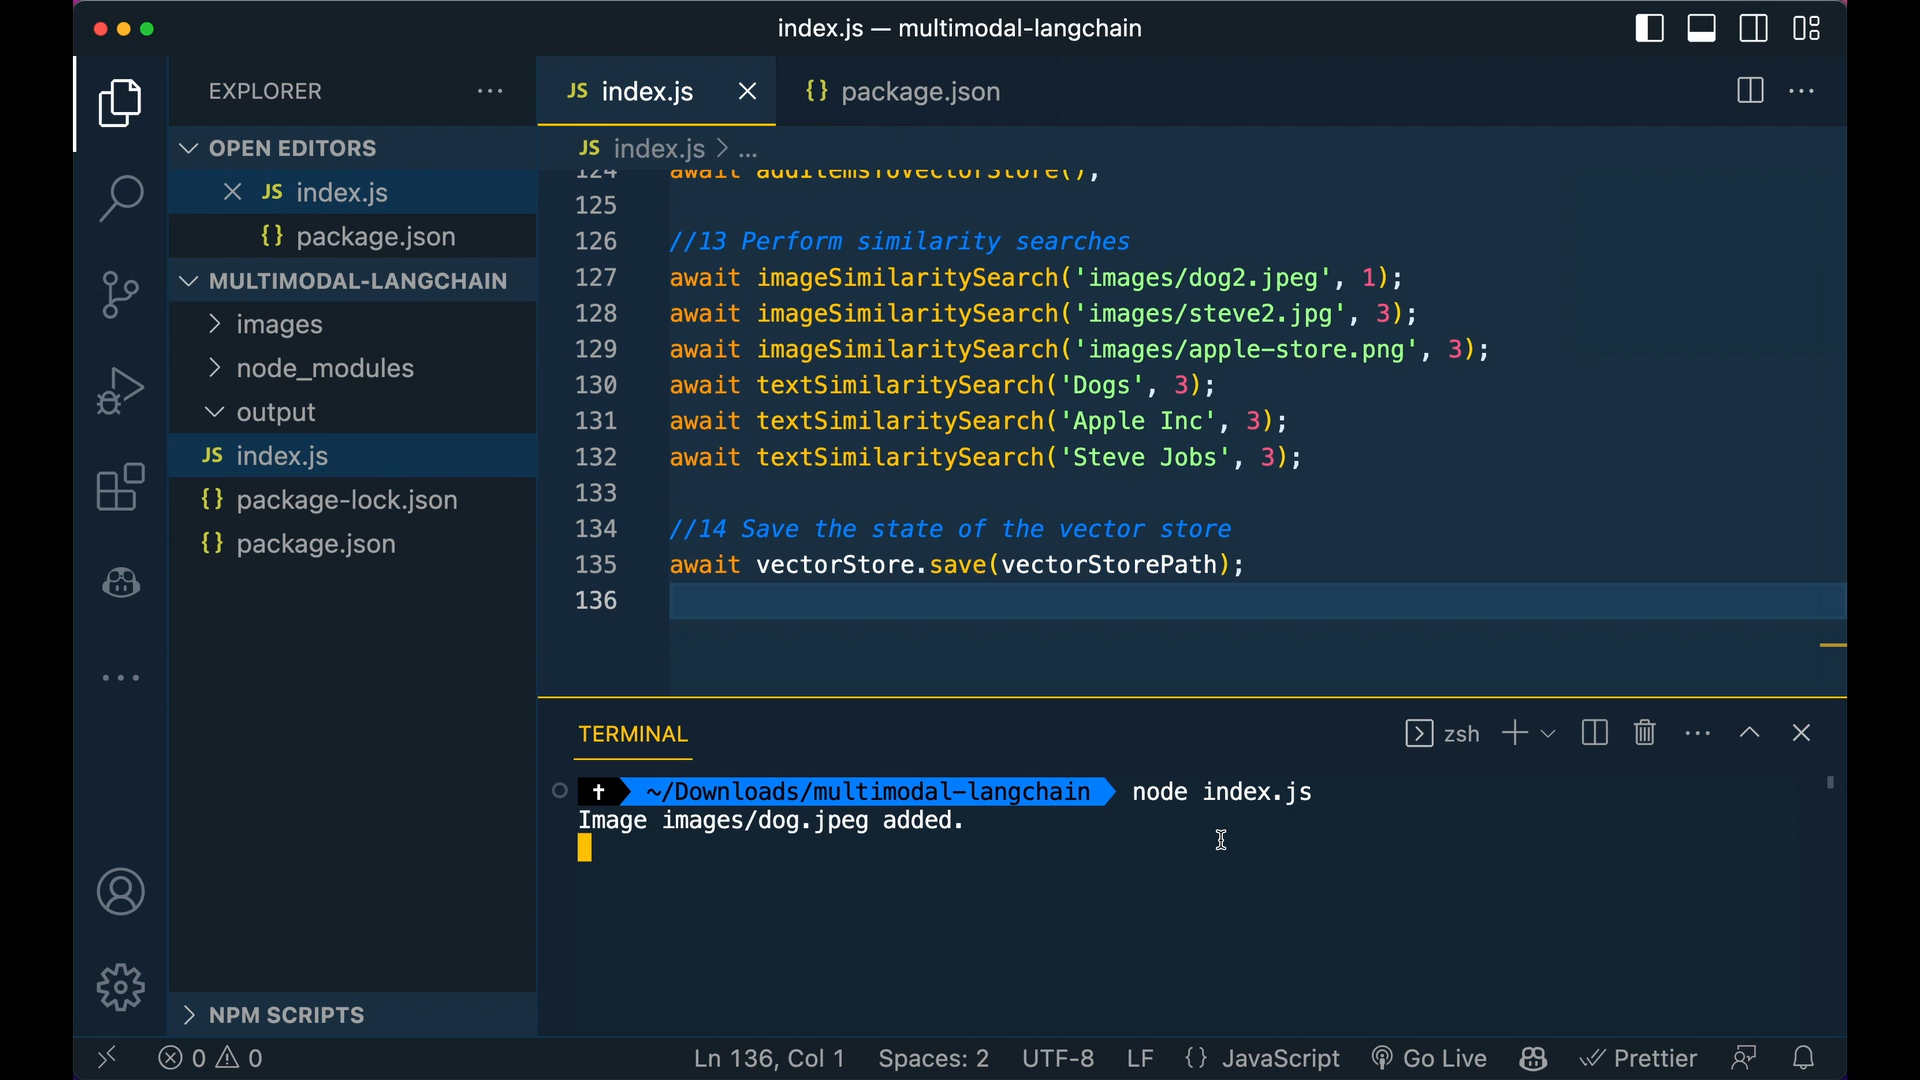 index.js — multimodal-langchain
EXPLORER
OPEN EDITORS
JS index.js
{} package.json
MULTIMODAL-LANGCHAIN
images
node_modules
output
JS index.js
{} package-lock.json
{} package.json
NPM SCRIPTS
JS index.js
{} package.json
JS index.js > ...
124 await addItemsToVectorStore();
125
126 //13 Perform similarity searches
127 await imageSimilaritySearch('images/dog2.jpeg', 1);
128 await imageSimilaritySearch('images/steve2.jpg', 3);
129 await imageSimilaritySearch('images/apple-store.png', 3);
130 await textSimilaritySearch('Dogs', 3);
131 await textSimilaritySearch('Apple Inc', 3);
132 await textSimilaritySearch('Steve Jobs', 3);
133
134 //14 Save the state of the vector store
135 await vectorStore.save(vectorStorePath);
136
TERMINAL
zsh
~/Downloads/multimodal-langchain node index.js
Image images/dog.jpeg added.
0 0
Ln 136, Col 1 Spaces: 2 UTF-8 LF {} JavaScript Go Live Prettier